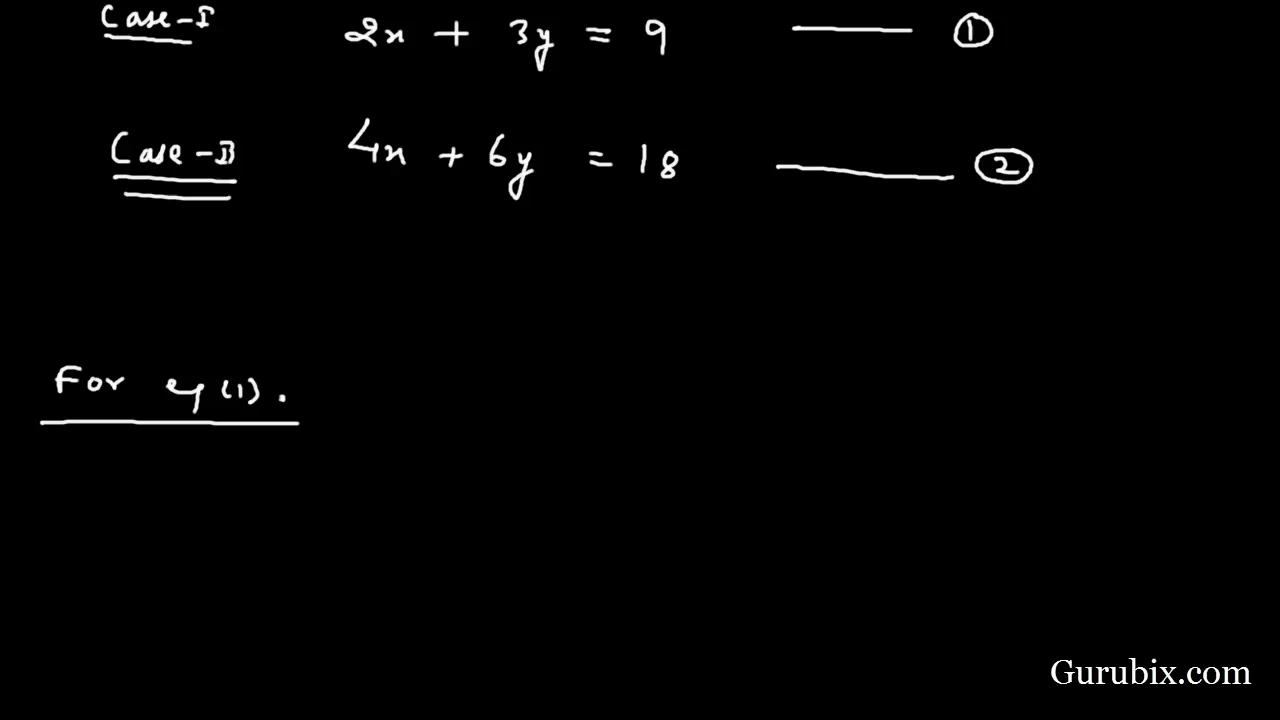 Case-I 2x + 3y = 9 —— ①
Case-II 4x + 6y = 18 —— ②
For eq (1).
Gurubix.com